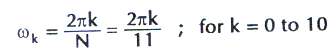 ω_k = 2πk/N = 2πk/11 ; for k = 0 to 10